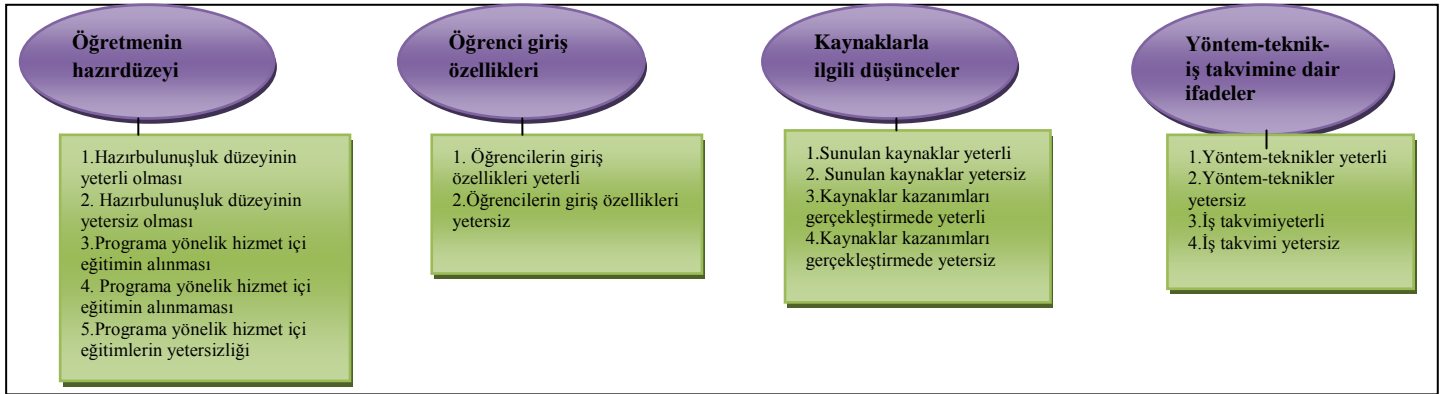 Öğretmenin
hazırdüzeyi
1.Hazırbulunuşluk düzeyinin
yeterli olması
2. Hazırbulunuşluk düzeyinin
yetersiz olması
3.Programa yönelik hizmet içi
eğitimin alınması
4. Programa yönelik hizmet içi
eğitimin alınmaması
5.Programa yönelik hizmet içi
eğitimlerin yetersizliği
Öğrenci giriş
özellikleri
1. Öğrencilerin giriş
özellikleri yeterli
2.Öğrencilerin giriş özellikleri
yetersiz
Kaynaklarla
ilgili düşünceler
1.Sunulan kaynaklar yeterli
2. Sunulan kaynaklar yetersiz
3.Kaynaklar kazanımları
gerçekleştirmede yeterli
4.Kaynaklar kazanımları
gerçekleştirmede yetersiz
Yöntem-teknik-
iş takvimine dair
ifadeler
1.Yöntem-teknikler yeterli
2.Yöntem-teknikler
yetersiz
3.İş takvimiyeterli
4.İş takvimi yetersiz